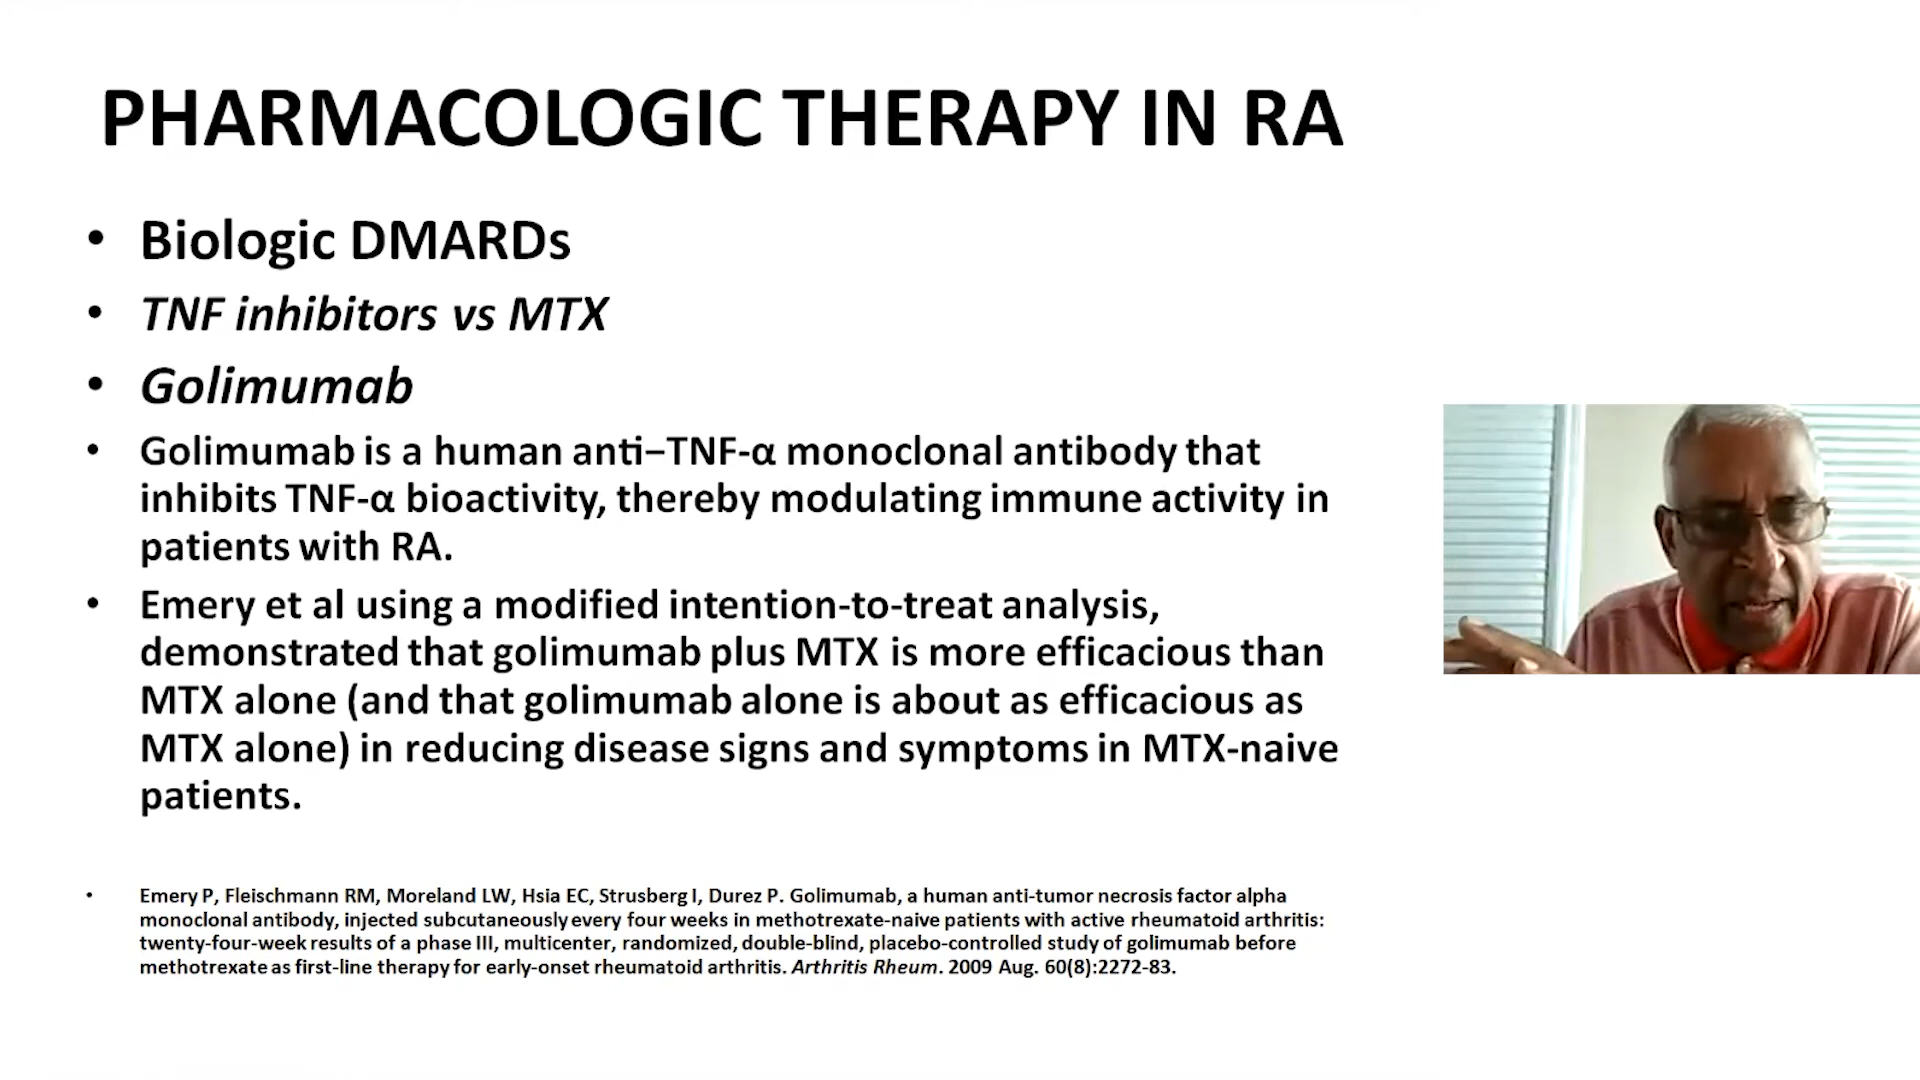 PHARMACOLOGIC THERAPY IN RA
• Biologic DMARDs
• TNF inhibitors vs MTX
• Golimumab
• Golimumab is a human anti–TNF-α monoclonal antibody that
inhibits TNF-α bioactivity, thereby modulating immune activity in
patients with RA.
• Emery et al using a modified intention-to-treat analysis,
demonstrated that golimumab plus MTX is more efficacious than
MTX alone (and that golimumab alone is about as efficacious as
MTX alone) in reducing disease signs and symptoms in MTX-naive
patients.
• Emery P, Fleischmann RM, Moreland LW, Hsia EC, Strusberg I, Durez P. Golimumab, a human anti-tumor necrosis factor alpha
monoclonal antibody, injected subcutaneously every four weeks in methotrexate-naive patients with active rheumatoid arthritis:
twenty-four-week results of a phase III, multicenter, randomized, double-blind, placebo-controlled study of golimumab before
methotrexate as first-line therapy for early-onset rheumatoid arthritis. Arthritis Rheum. 2009 Aug. 60(8):2272-83.